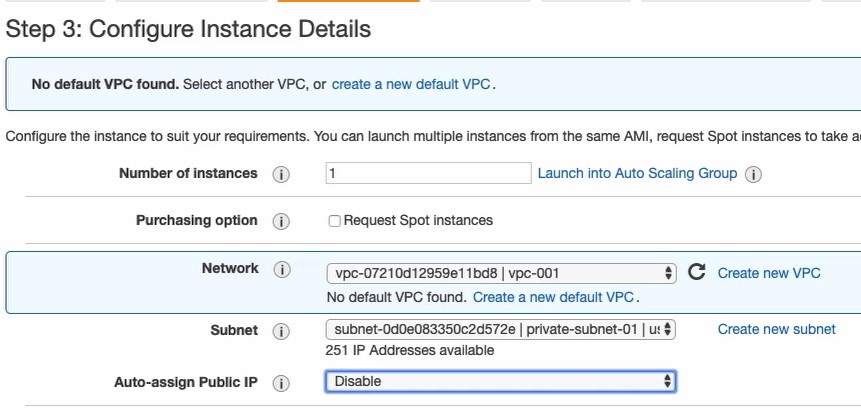 Step 3: Configure Instance Details
No default VPC found. Select another VPC, or create a new default VPC.
Configure the instance to suit your requirements. You can launch multiple instances from the same AMI, request Spot instances to take a
Number of instances i 1 Launch into Auto Scaling Group i
Purchasing option i Request Spot instances
Network i vpc-07210d12959e11bd8 | vpc-001 Create new VPC
No default VPC found. Create a new default VPC.
Subnet i subnet-0d0e083350c2d572e | private-subnet-01 | us Create new subnet
251 IP Addresses available
Auto-assign Public IP i Disable